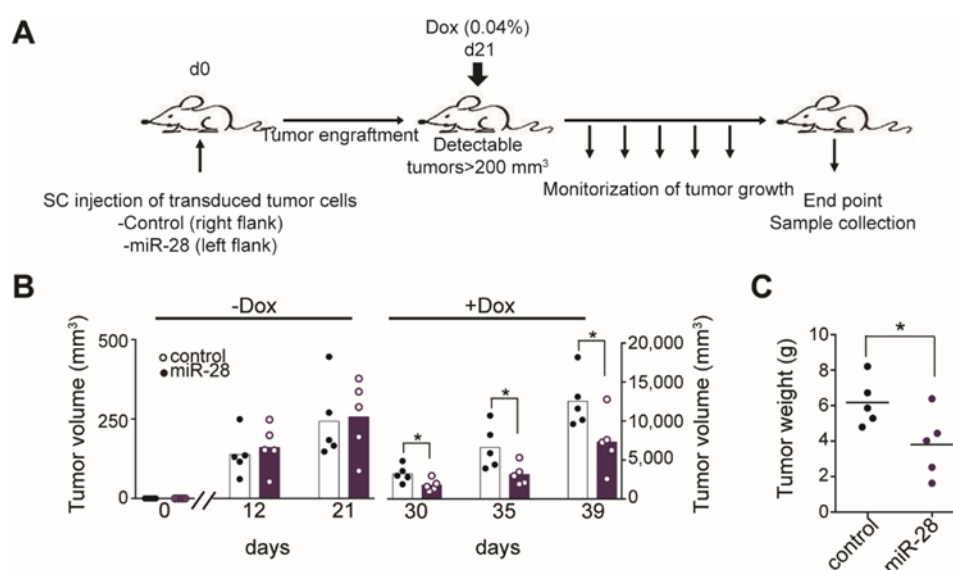 A
d0
Dox (0.04%)
d21
Tumor engraftment
Detectable
tumors>200 mm³
SC injection of transduced tumor cells
-Control (right flank)
-miR-28 (left flank)
Monitorization of tumor growth
End point
Sample collection
B
-Dox
+Dox
Tumor volume (mm³)
500
250
0
control
miR-28
0
12
21
days
*
*
*
30
35
39
days
20,000
15,000
10,000
5,000
0
Tumor volume (mm³)
C
*
Tumor weight (g)
10
8
6
4
2
0
control
miR-28